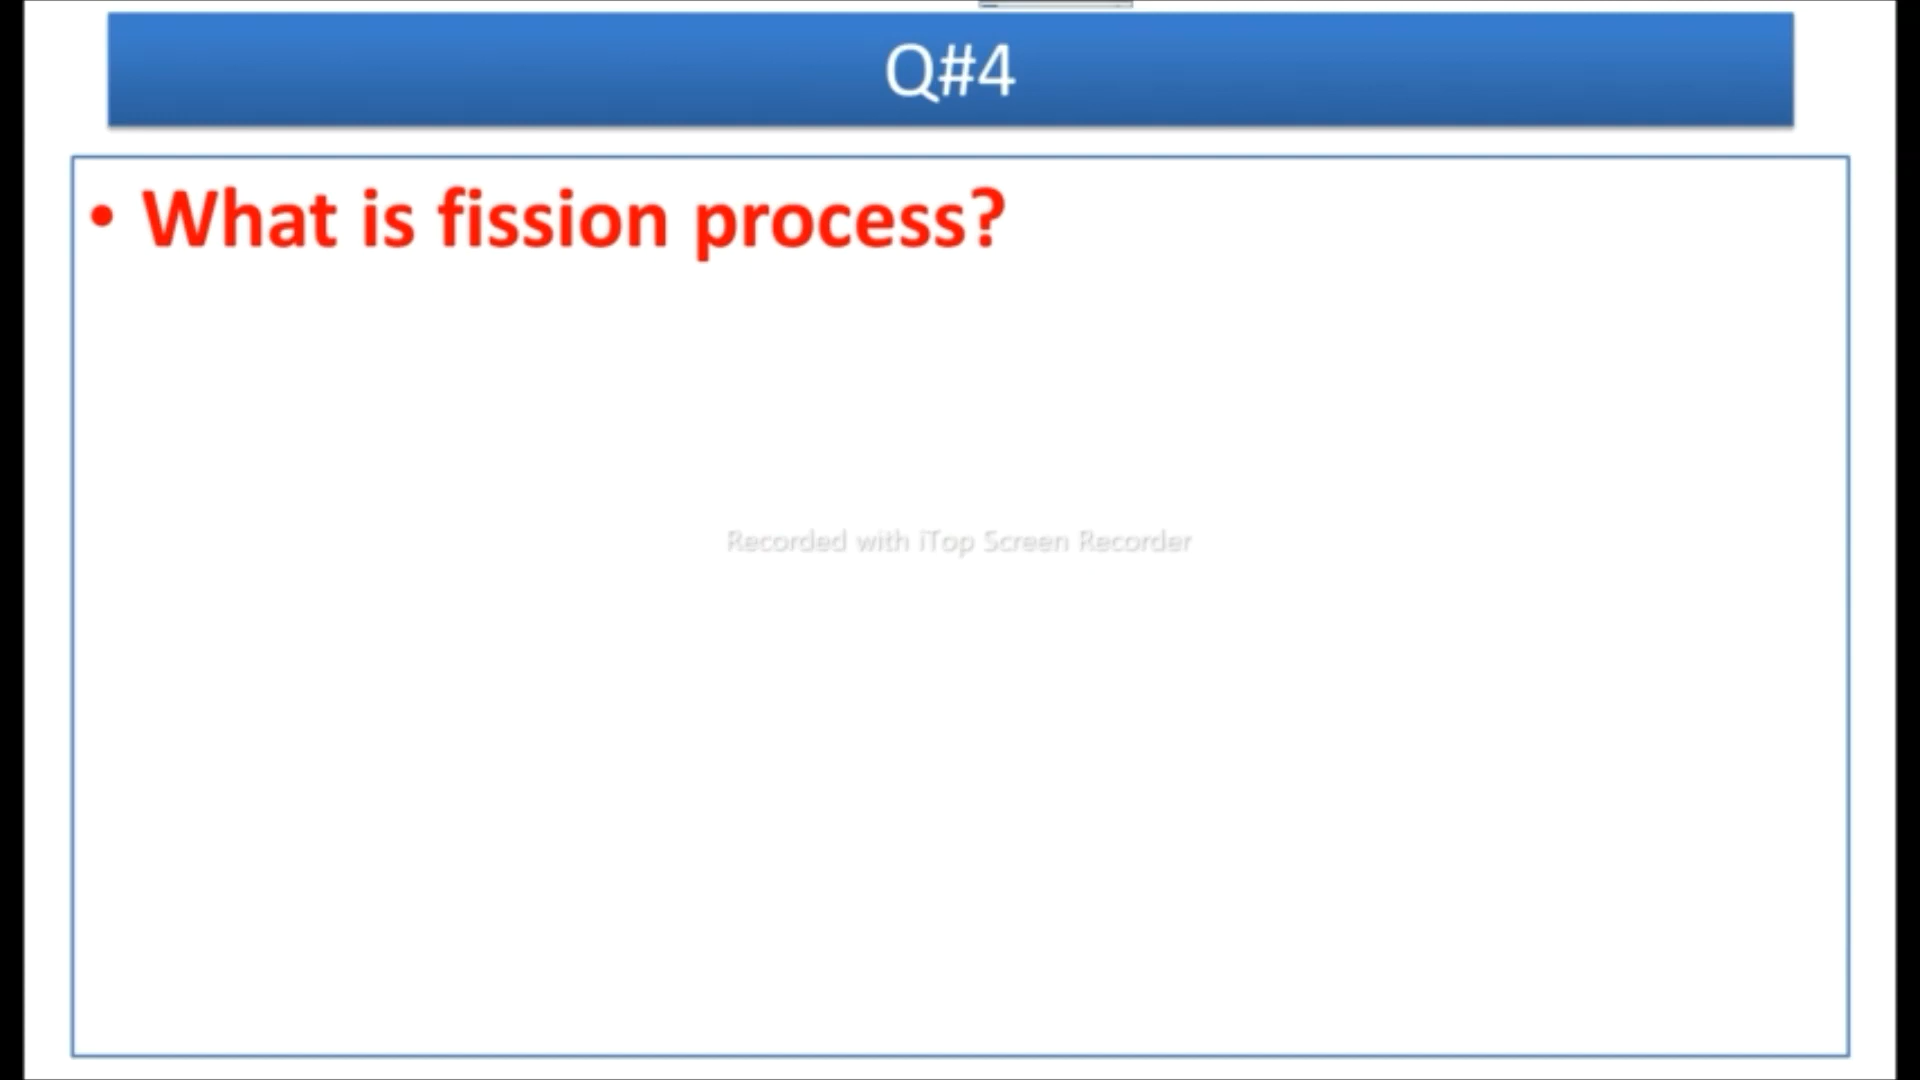 Q#4
• What is fission process?
Recorded with iTop Screen Recorder